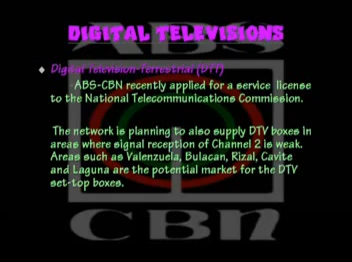 DIGITAL TELEVISIONS
Digital Television-Terrestrial (DTT)
ABS-CBN recently applied for a service license
to the National Telecommunications Commission.
The network is planning to also supply DTV boxes in
areas where signal reception of Channel 2 is weak.
Areas such as Valenzuela, Bulacan, Rizal, Cavite
and Laguna are the potential market for the DTV
set-top boxes.
ABS
CBN